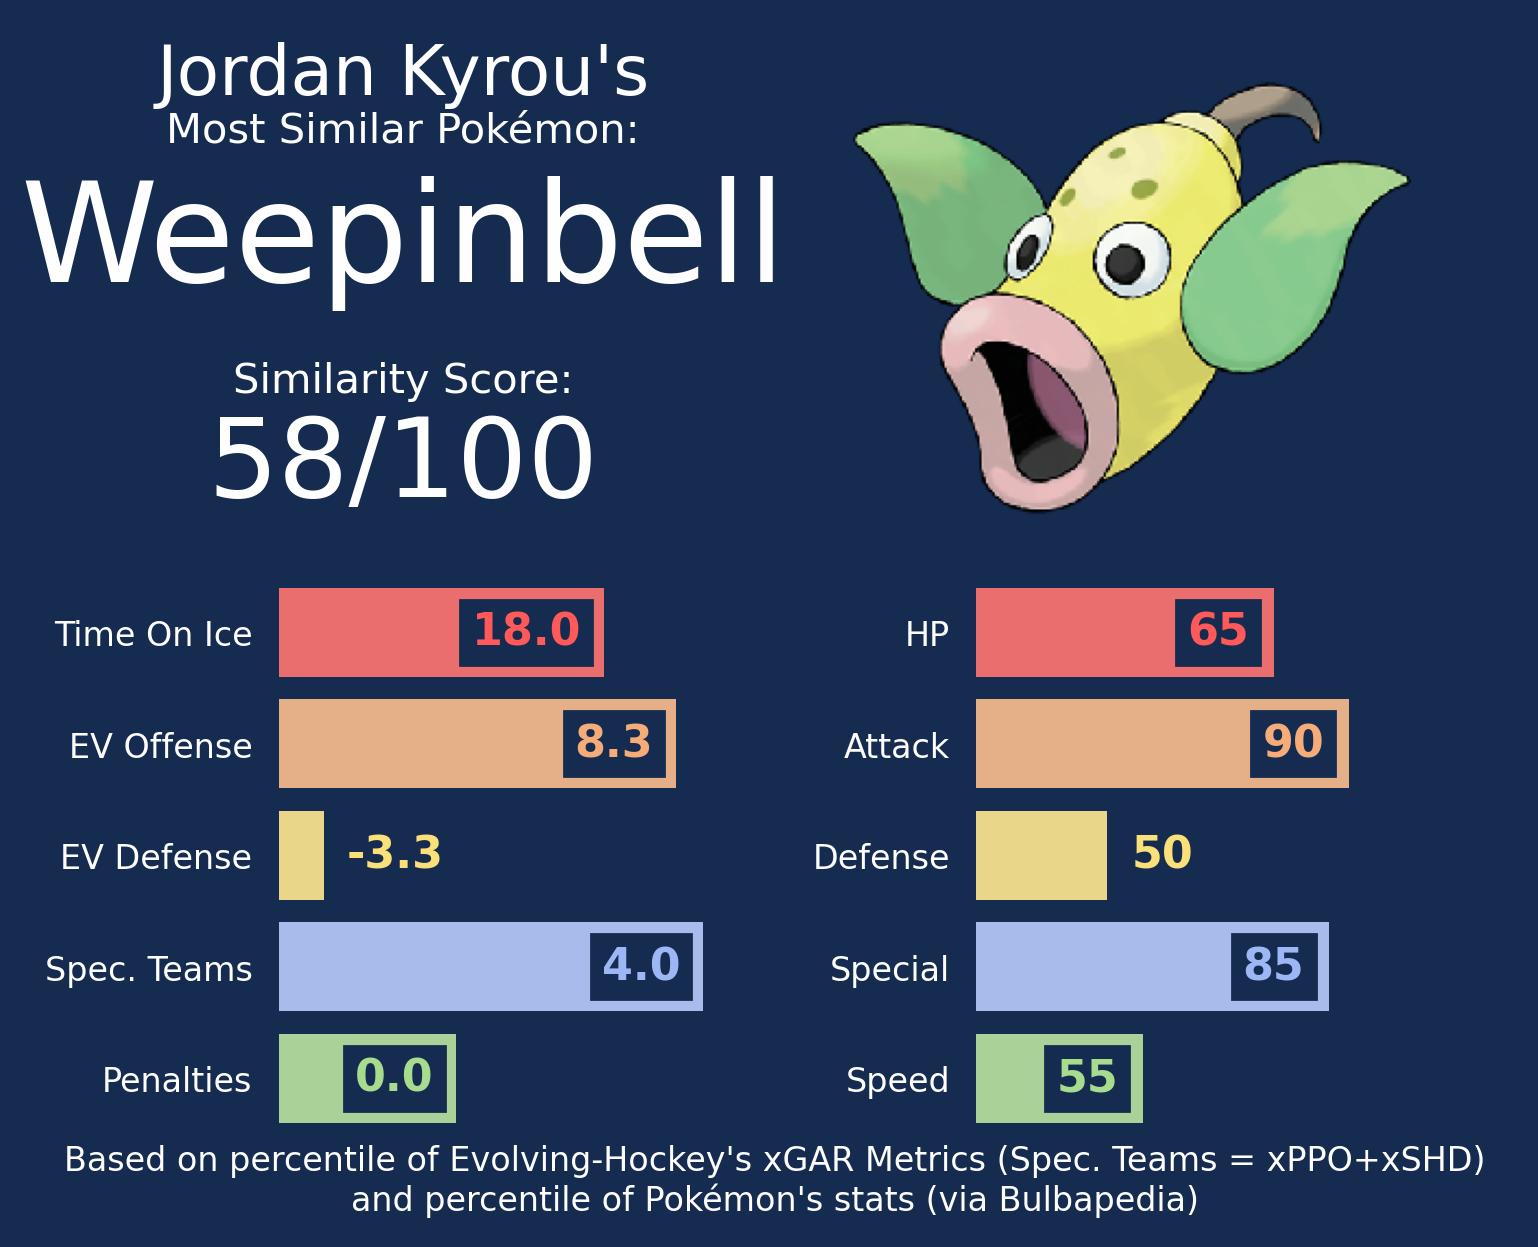 Jordan Kyrou's
Most Similar Pokémon:
Weepinbell
Similarity Score:
58/100
Time On Ice 18.0
EV Offense 8.3
EV Defense -3.3
Spec. Teams 4.0
Penalties 0.0
HP 65
Attack 90
Defense 50
Special 85
Speed 55
Based on percentile of Evolving-Hockey's xGAR Metrics (Spec. Teams = xPPO+xSHD)
and percentile of Pokémon's stats (via Bulbapedia)